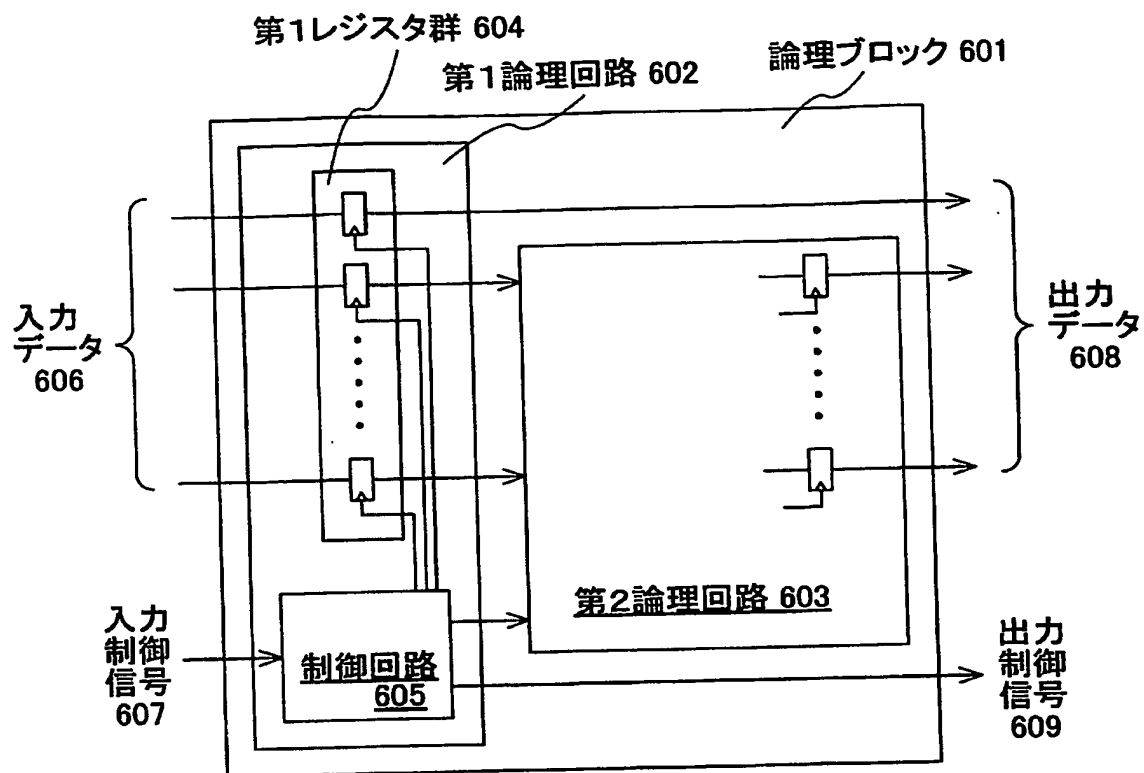 第1レジスタ群 604
第1論理回路 602
論理ブロック 601
入力
データ
606
出力
データ
608
第2論理回路 603
入力
制御
信号
607
制御回路
605
出力
制御
信号
609